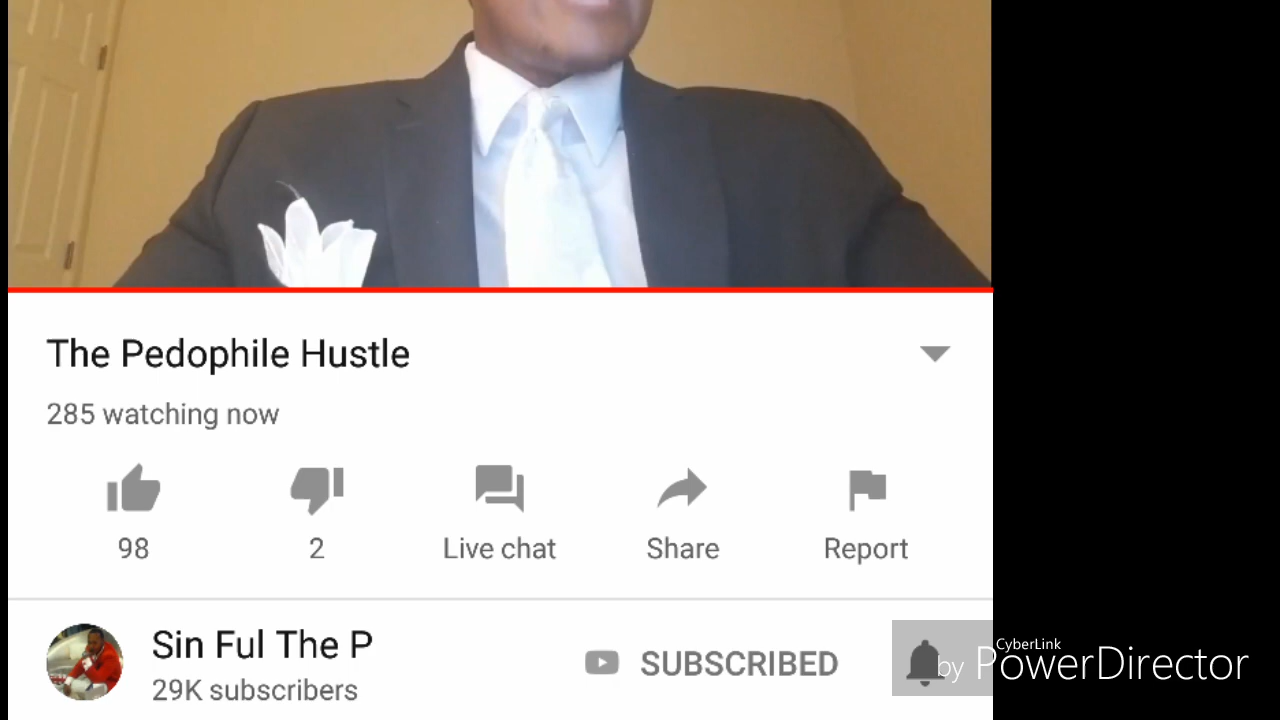 The Pedophile Hustle
285 watching now
98
2
Live chat
Share
Report
Sin Ful The P
29K subscribers
SUBSCRIBED
CyberLink
by PowerDirector